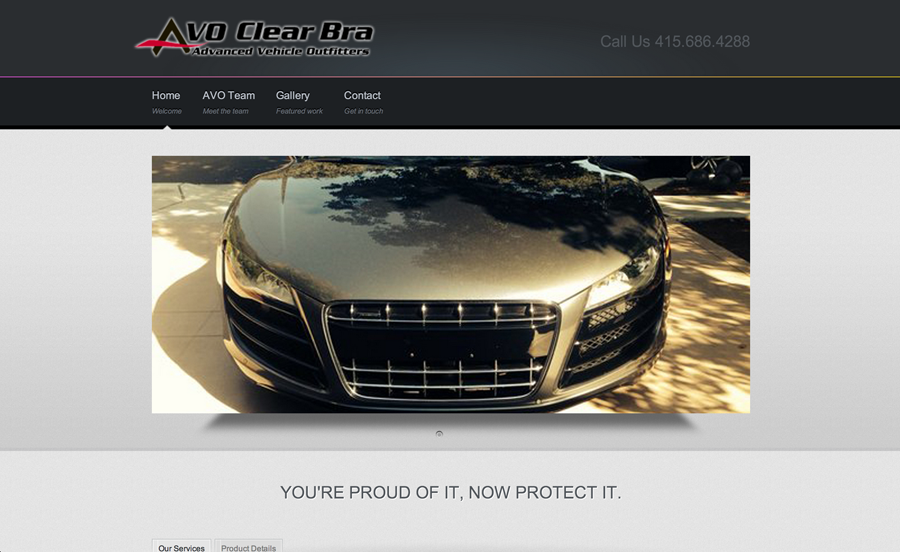 AVO Clear Bra
Advanced Vehicle Outfitters
Call Us 415.686.4288
Home
Welcome
AVO Team
Meet the team
Gallery
Featured work
Contact
Get in touch
YOU'RE PROUD OF IT, NOW PROTECT IT.
Our Services
Product Details